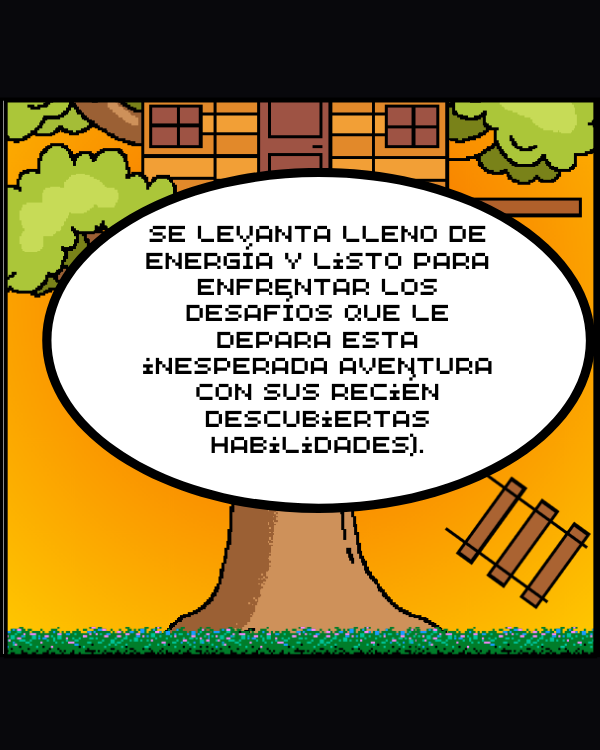 SE LEVANTA LLENO DE
ENERGÍA Y LISTO PARA
ENFRENTAR LOS
DESAFÍOS QUE LE
DEPARA ESTA
INESPERADA AVENTURA
CON SUS RECIÉN
DESCUBIERTAS
HABILIDADES).